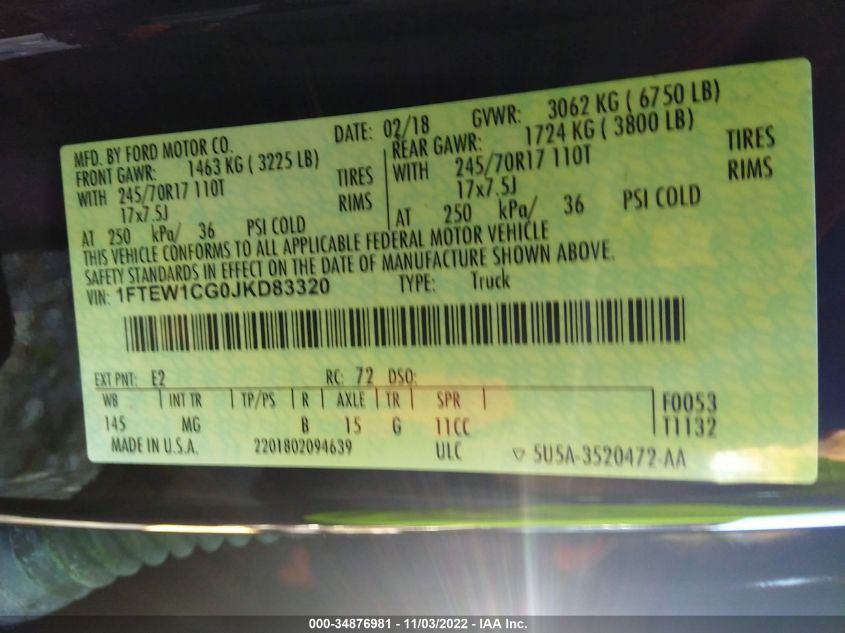 MFD. BY FORD MOTOR CO. DATE: 02/18 GVWR: 3062 KG ( 6750 LB)
FRONT GAWR: 1463 KG ( 3225 LB) REAR GAWR: 1724 KG ( 3800 LB)
WITH 245/70R17 110T TIRES WITH 245/70R17 110T TIRES
17x7.5J RIMS 17x7.5J RIMS
AT 250 kPa/ 36 PSI COLD AT 250 kPa/ 36 PSI COLD
THIS VEHICLE CONFORMS TO ALL APPLICABLE FEDERAL MOTOR VEHICLE
SAFETY STANDARDS IN EFFECT ON THE DATE OF MANUFACTURE SHOWN ABOVE.
VIN: 1FTEW1CG0JKD83320 TYPE: Truck
EXT PNT: E2 RC: 72 DSO:
WB INT TR TP/PS R AXLE TR SPR F0053
145 MG B 15 G 11CC T1132
MADE IN U.S.A. 2201802094639 ULC 5U5A-3520472-AA
000-34876981 - 11/03/2022 - IAA Inc.